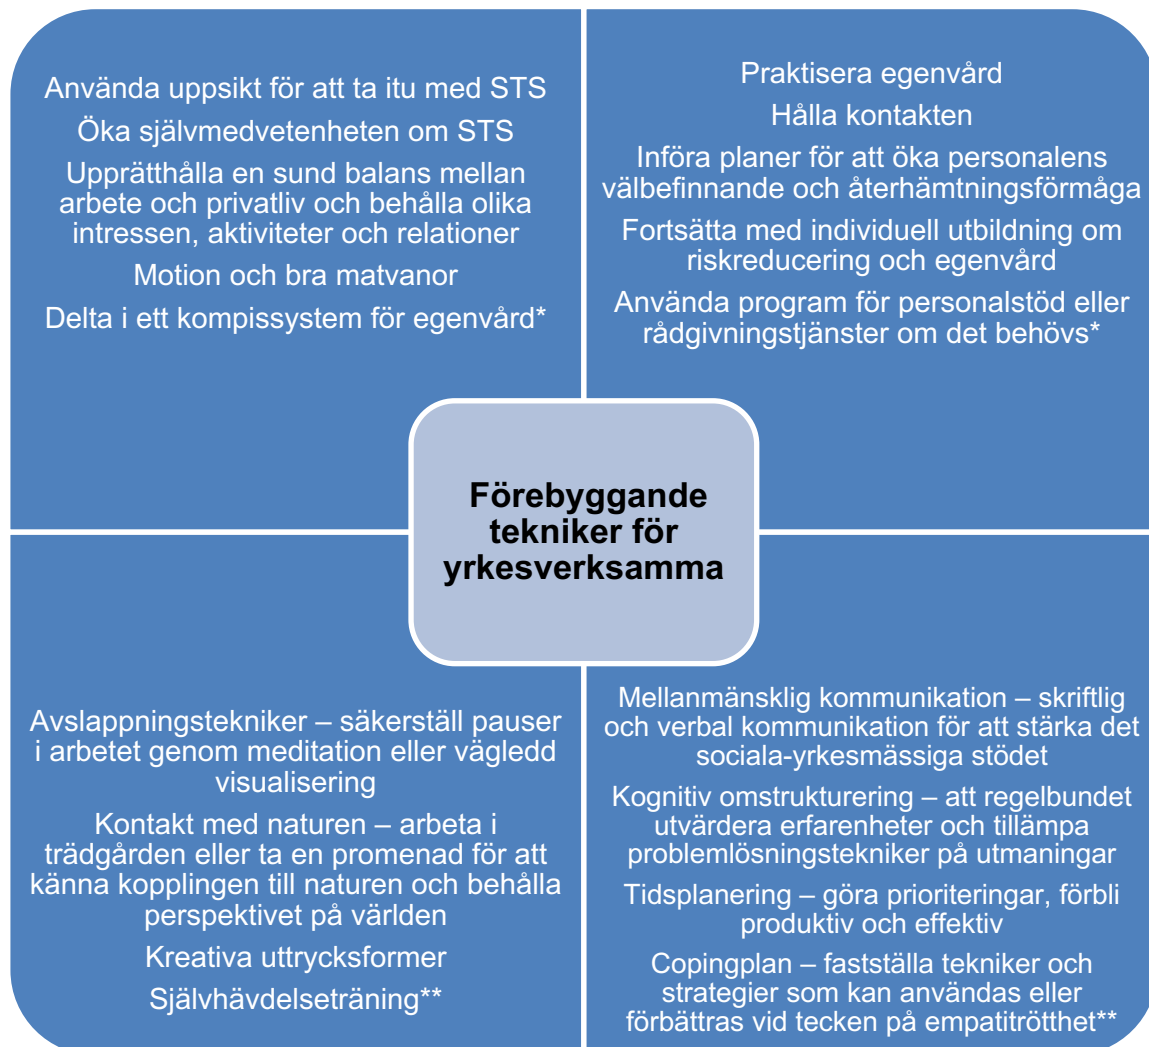 Använda uppsikt för att ta itu med STS
Öka självmedvetenheten om STS
Upprätthålla en sund balans mellan
arbete och privatliv och behålla olika
intressen, aktiviteter och relationer
Motion och bra matvanor
Delta i ett kompissystem för egenvård*
Praktisera egenvård
Hålla kontakten
Införa planer för att öka personalens
välbefinnande och återhämtningsförmåga
Fortsätta med individuell utbildning om
riskreducering och egenvård
Använda program för personalstöd eller
rådgivningstjänster om det behövs*
Förebyggande
tekniker för
yrkesverksamma
Avslappningstekniker – säkerställ pauser
i arbetet genom meditation eller vägledd
visualisering
Kontakt med naturen – arbeta i
trädgården eller ta en promenad för att
känna kopplingen till naturen och behålla
perspektivet på världen
Kreativa uttrycksformer
Självhävdelseträning**
Mellanmänsklig kommunikation – skriftlig
och verbal kommunikation för att stärka det
sociala-yrkesmässiga stödet
Kognitiv omstrukturering – att regelbundet
utvärdera erfarenheter och tillämpa
problemlösningstekniker på utmaningar
Tidsplanering – göra prioriteringar, förbli
produktiv och effektiv
Copingplan – fastställa tekniker och
strategier som kan användas eller
förbättras vid tecken på empatitrötthet**